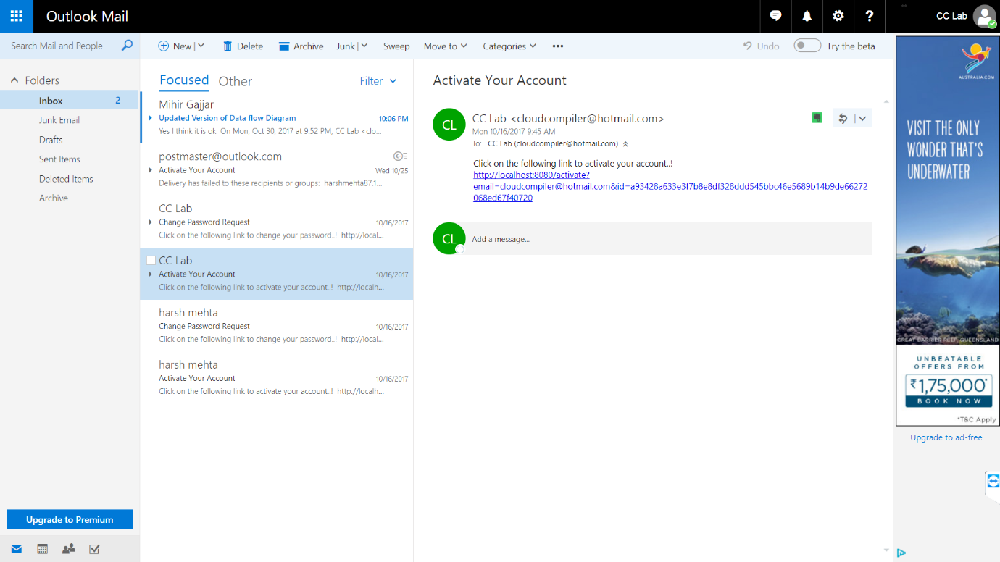 Outlook Mail
CC Lab
Search Mail and People
New
Delete
Archive
Junk
Sweep
Move to
Categories
Undo
Try the beta
Folders
Inbox 2
Junk Email
Drafts
Sent Items
Deleted Items
Archive
Upgrade to Premium
Focused Other Filter
Mihir Gajjar
Updated Version of Data flow Diagram 10:06 PM
Yes I think it is ok On Mon, Oct 30, 2017 at 9:52 PM, CC Lab <clo...
postmaster@outlook.com
Activate Your Account Wed 10/25
Delivery has failed to these recipients or groups: harshmehta87.1...
CC Lab
Change Password Request 10/16/2017
Click on the following link to change your password..! http://local...
CC Lab
Activate Your Account 10/16/2017
Click on the following link to activate your account..! http://localh...
harsh mehta
Change Password Request 10/16/2017
Click on the following link to change your password..! http://local...
harsh mehta
Activate Your Account 10/16/2017
Click on the following link to activate your account..! http://localh...
Activate Your Account
CL
CC Lab <cloudcompiler@hotmail.com>
Mon 10/16/2017 9:45 AM
To: CC Lab (cloudcompiler@hotmail.com)
Click on the following link to activate your account..!
http://localhost:8080/activate?
email=cloudcompiler@hotmail.com&id=a93428a633e3f7b8e8df328ddd545bbc46e5689b14b9de66272
068ed67f40720
CL
Add a message...
AUSTRALIA.COM
VISIT THE ONLY
WONDER THAT'S
UNDERWATER
GREAT BARRIER REEF, QUEENSLAND
UNBEATABLE
OFFERS FROM
₹1,75,000*
BOOK NOW
*T&C Apply
Upgrade to ad-free